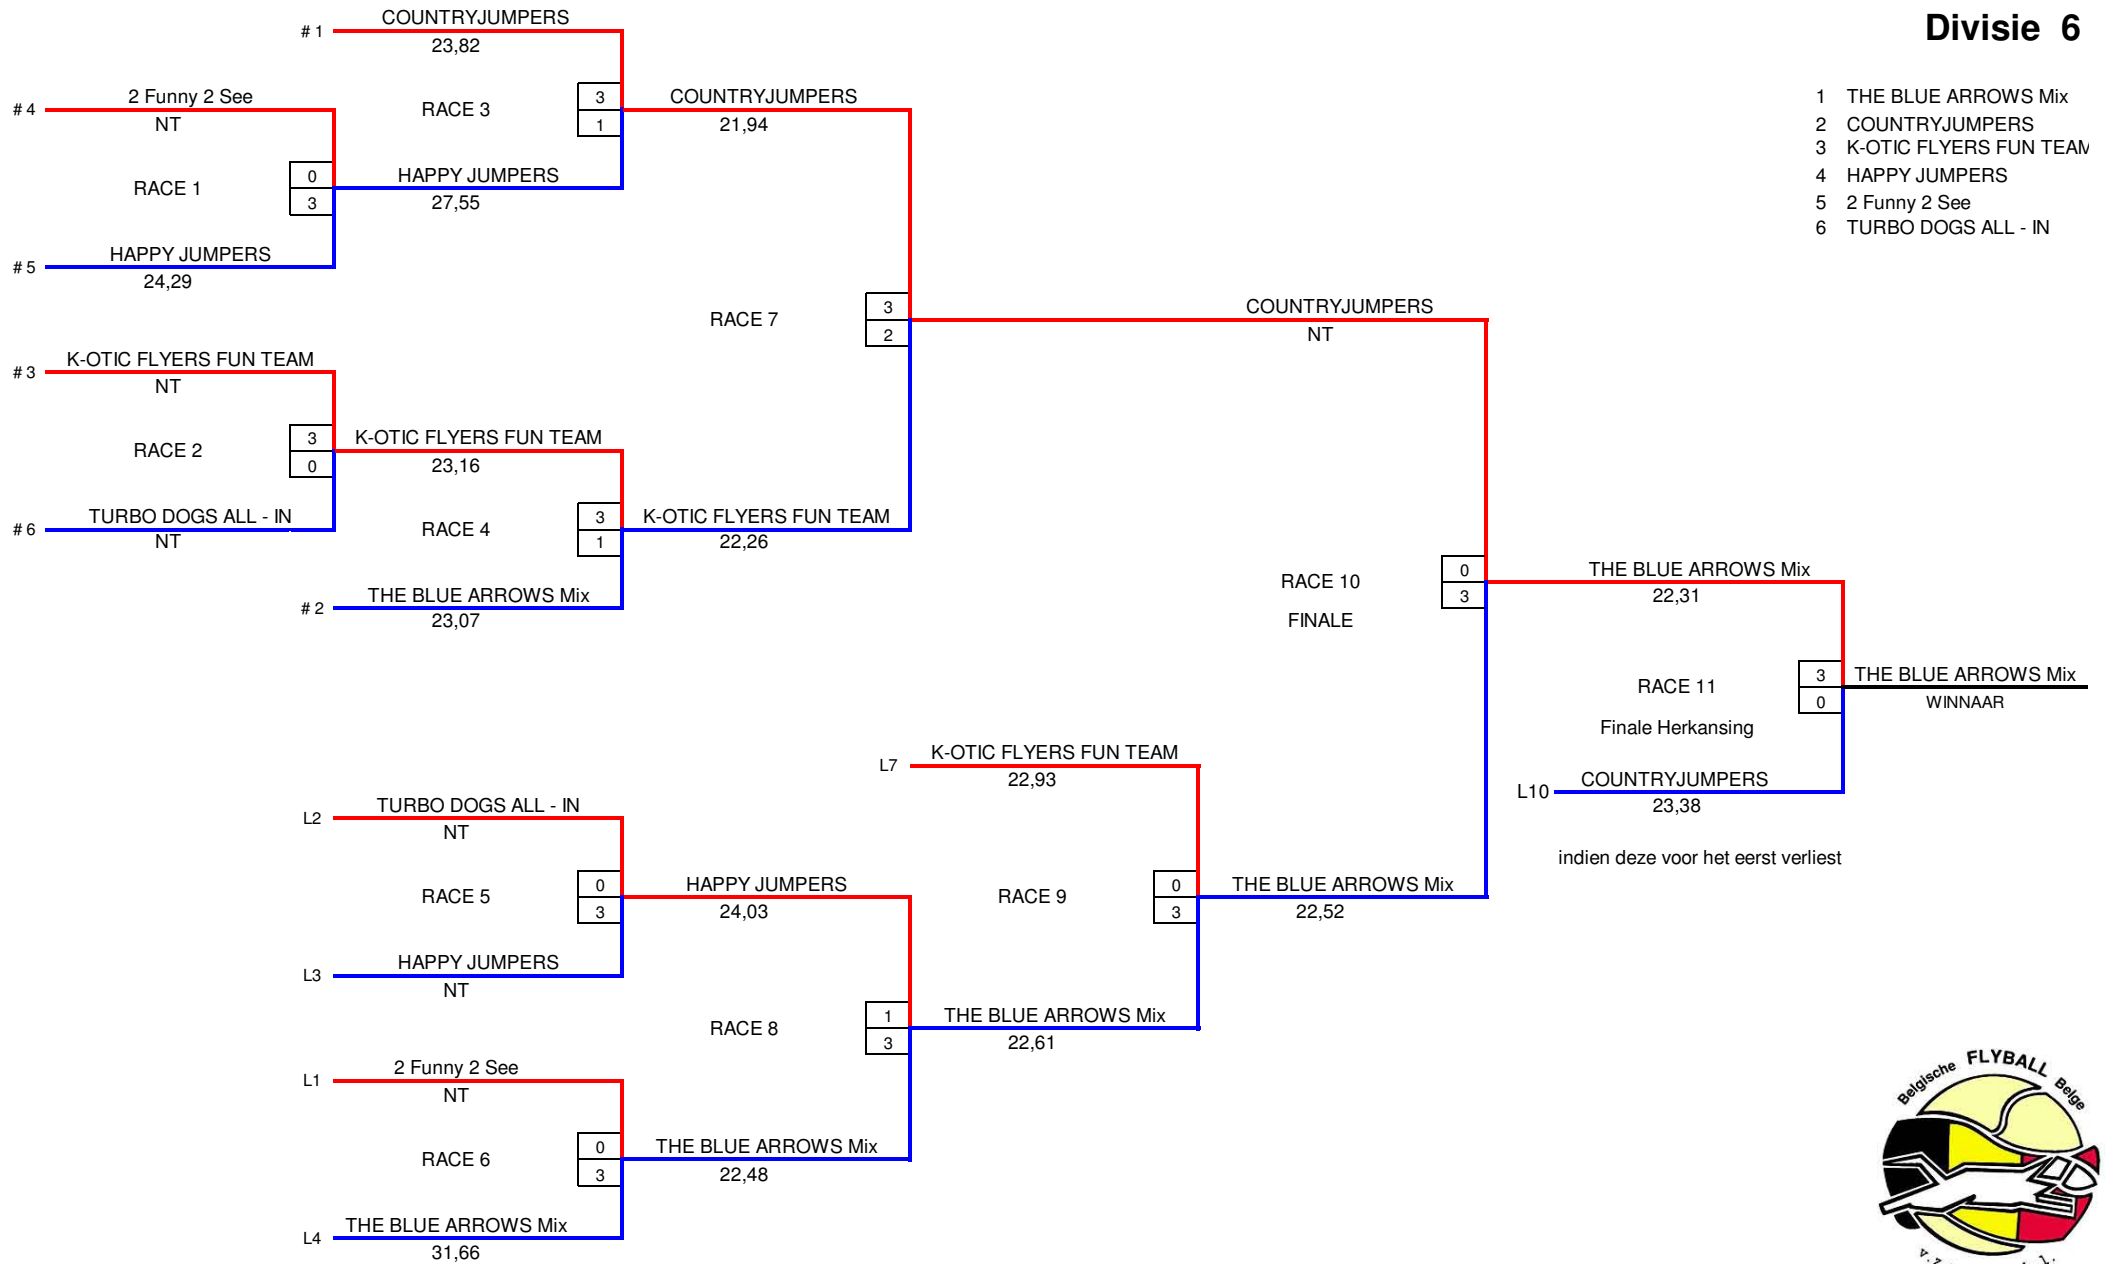 Divisie 6
1 THE BLUE ARROWS Mix
2 COUNTRYJUMPERS
3 K-OTIC FLYERS FUN TEAM
4 HAPPY JUMPERS
5 2 Funny 2 See
6 TURBO DOGS ALL - IN
# 1 COUNTRYJUMPERS
23,82
# 4 2 Funny 2 See
NT
RACE 3
3
1
COUNTRYJUMPERS
21,94
RACE 1
0
3
HAPPY JUMPERS
27,55
# 5 HAPPY JUMPERS
24,29
RACE 7
3
2
COUNTRYJUMPERS
NT
# 3 K-OTIC FLYERS FUN TEAM
NT
RACE 2
3
0
K-OTIC FLYERS FUN TEAM
23,16
# 6 TURBO DOGS ALL - IN
NT
RACE 4
3
1
K-OTIC FLYERS FUN TEAM
22,26
# 2 THE BLUE ARROWS Mix
23,07
RACE 10
FINALE
0
3
THE BLUE ARROWS Mix
22,31
RACE 11
Finale Herkansing
3
0
THE BLUE ARROWS Mix
WINNAAR
L7 K-OTIC FLYERS FUN TEAM
22,93
L10 COUNTRYJUMPERS
23,38
indien deze voor het eerst verliest
L2 TURBO DOGS ALL - IN
NT
RACE 5
0
3
HAPPY JUMPERS
24,03
RACE 9
0
3
THE BLUE ARROWS Mix
22,52
L3 HAPPY JUMPERS
NT
RACE 8
1
3
THE BLUE ARROWS Mix
22,61
L1 2 Funny 2 See
NT
RACE 6
0
3
THE BLUE ARROWS Mix
22,48
L4 THE BLUE ARROWS Mix
31,66
Belgische FLYBALL Belge